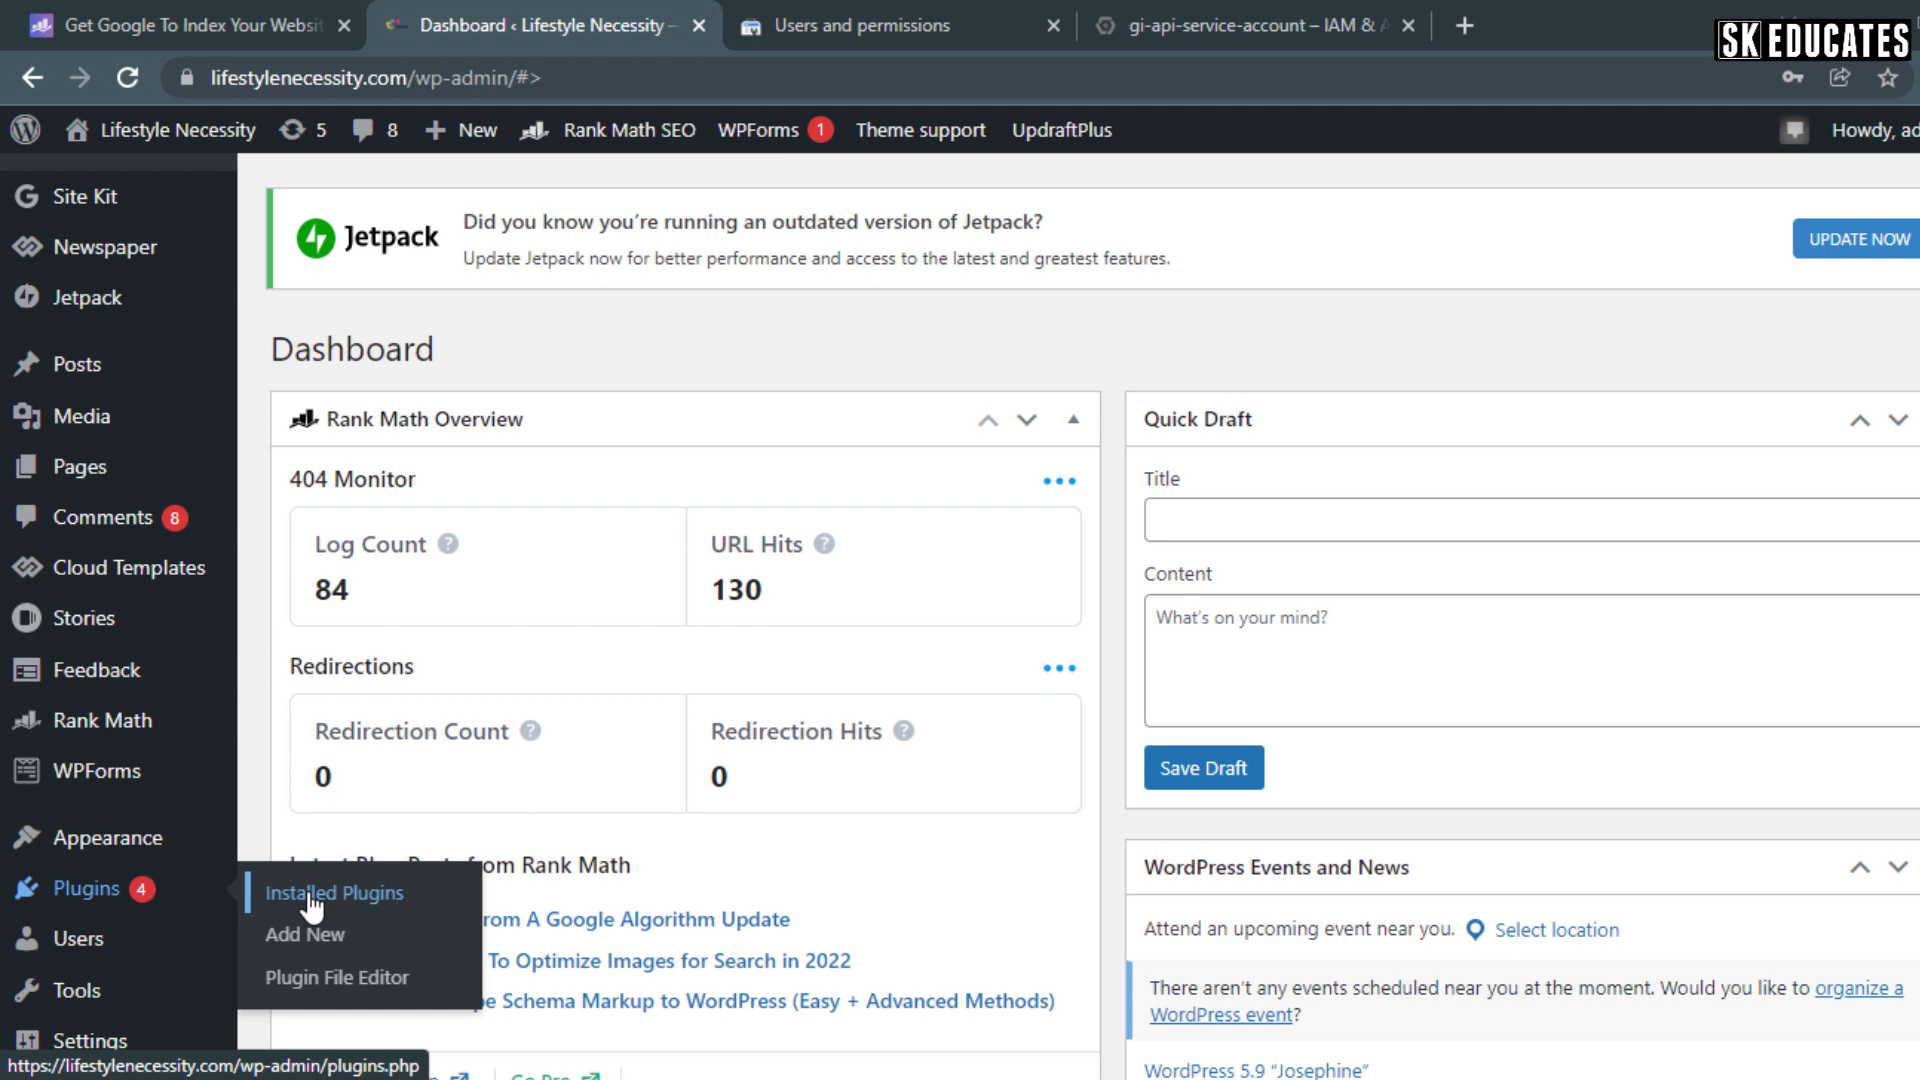 Get Google To Index Your Websit
Dashboard ‹ Lifestyle Necessity –
Users and permissions
gi-api-service-account – IAM & A
SK EDUCATES
lifestylenecessity.com/wp-admin/#>
Lifestyle Necessity
5
8
New
Rank Math SEO
WPForms 1
Theme support
UpdraftPlus
Howdy, ad
Site Kit
Newspaper
Jetpack
Posts
Media
Pages
Comments 8
Cloud Templates
Stories
Feedback
Rank Math
WPForms
Appearance
Plugins 4
Users
Tools
Settings
Installed Plugins
Add New
Plugin File Editor
Jetpack
Did you know you're running an outdated version of Jetpack?
Update Jetpack now for better performance and access to the latest and greatest features.
UPDATE NOW
Dashboard
Rank Math Overview
404 Monitor
Log Count
84
URL Hits
130
Redirections
Redirection Count
0
Redirection Hits
0
om Rank Math
rom A Google Algorithm Update
To Optimize Images for Search in 2022
pe Schema Markup to WordPress (Easy + Advanced Methods)
Quick Draft
Title
Content
What's on your mind?
Save Draft
WordPress Events and News
Attend an upcoming event near you.
Select location
There aren't any events scheduled near you at the moment. Would you like to organize a
WordPress event?
WordPress 5.9 "Josephine"
https://lifestylenecessity.com/wp-admin/plugins.php